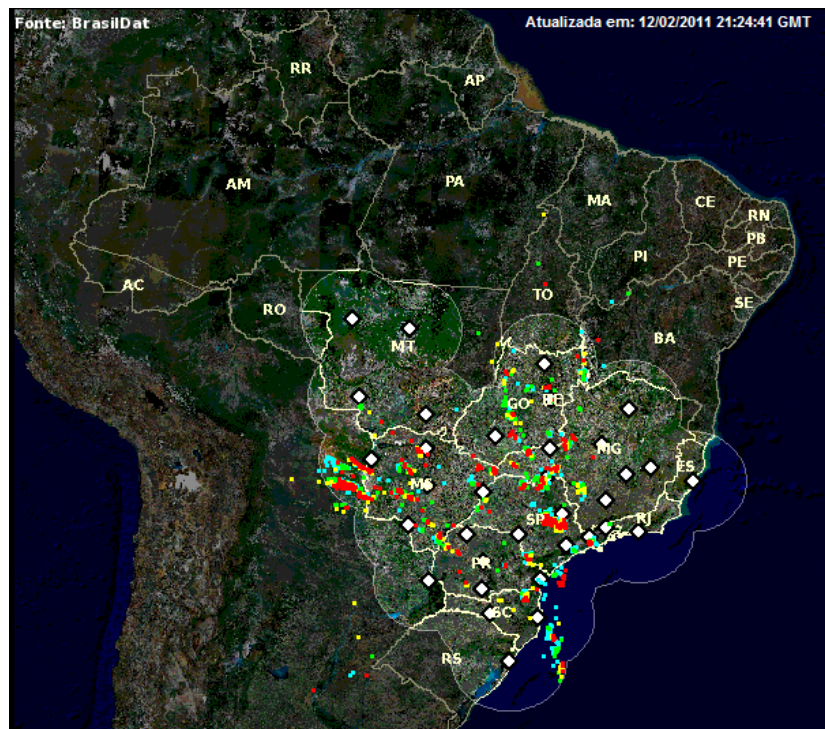 Fonte: BrasilDat
Atualizada em: 12/02/2011 21:24:41 GMT
RR
AP
AM
PA
MA
CE
RN
PB
PI
PE
AC
TO
SE
RO
BA
MT
GO
MG
ES
MS
SP
RJ
PR
SC
RS